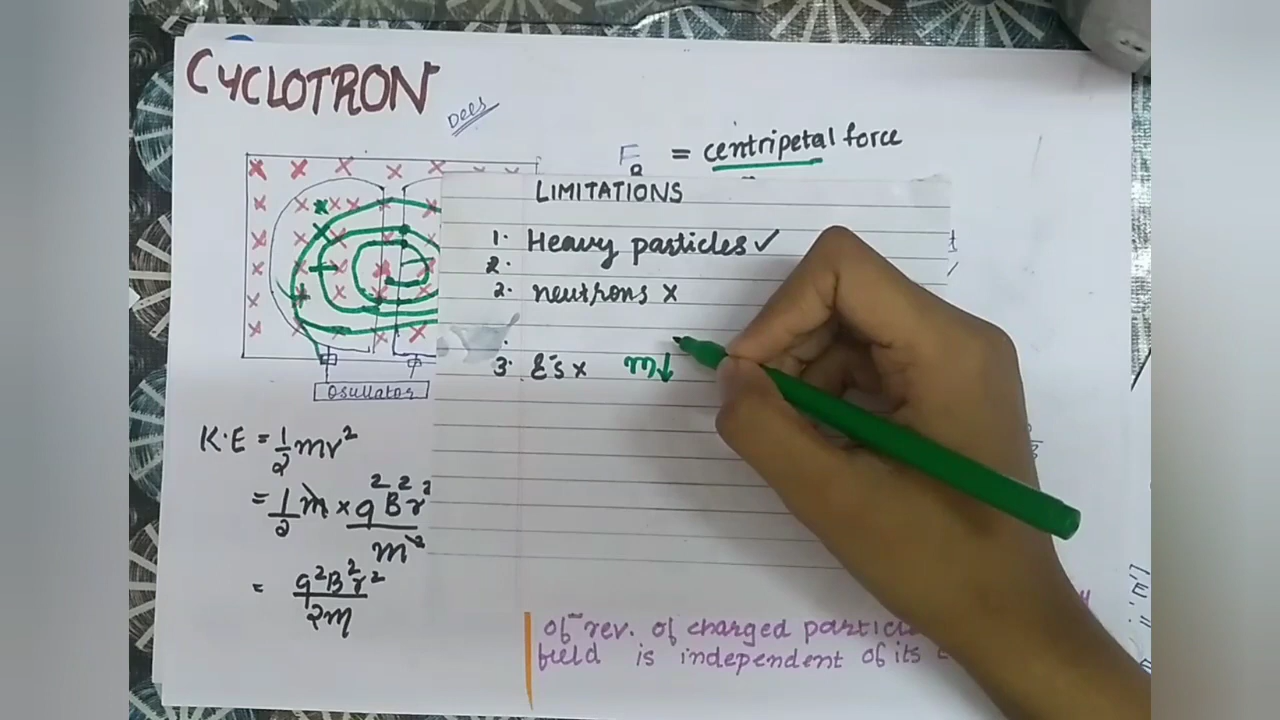 CYCLOTRON
Dees
F_B = centripetal force
LIMITATIONS
1. Heavy particles ✓
2.
2. neutrons x
3. ē's x m↓
Osullator
K.E = 1/2 mv²
= 1/2 m × q²B²r²/m²
= q²B²r²/2m
of rev. of charged
field is independent of its